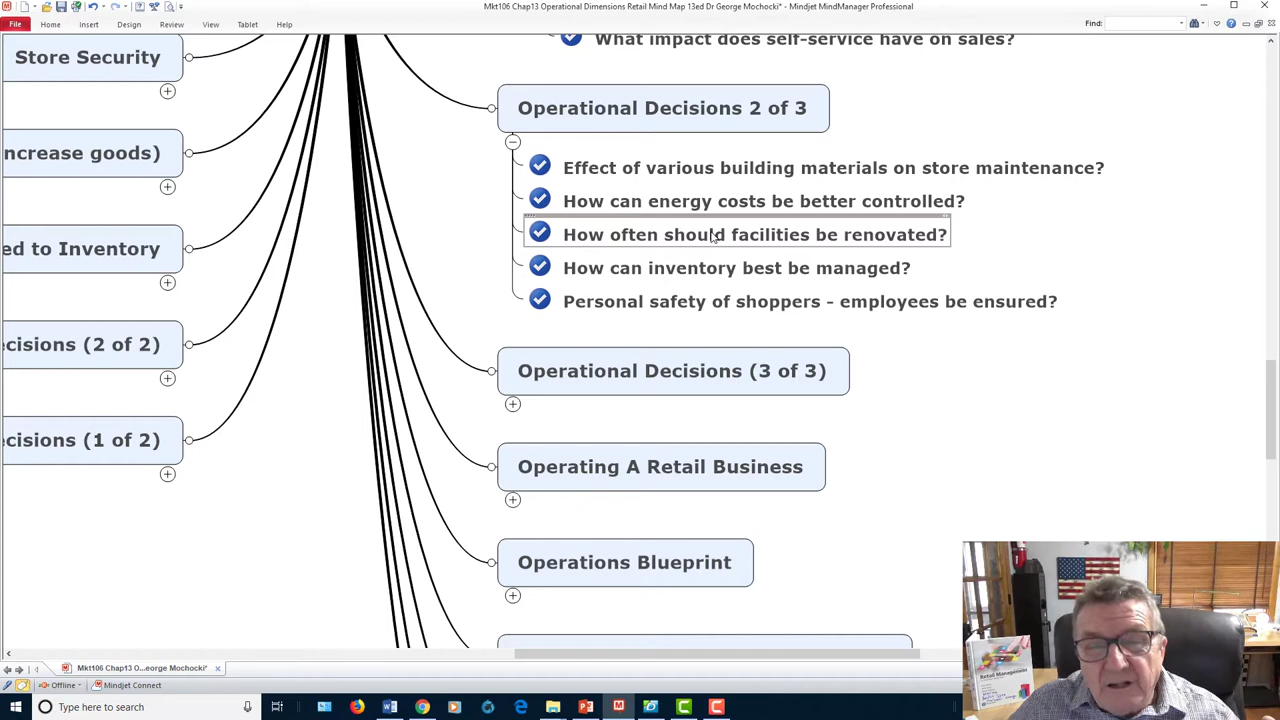 Mkt106 Chap13 Operational Dimensions Retail Mind Map 13ed Dr George Mochocki* - Mindjet MindManager Professional
File Home Insert Design Review View Tablet Help Find:
What impact does self-service have on sales?
Store Security
Operational Decisions 2 of 3
ncrease goods)
Effect of various building materials on store maintenance?
How can energy costs be better controlled?
How often should facilities be renovated?
ed to Inventory
How can inventory best be managed?
Personal safety of shoppers - employees be ensured?
ecisions (2 of 2)
Operational Decisions (3 of 3)
ecisions (1 of 2)
Operating A Retail Business
Operations Blueprint
Retail Management
Mkt106 Chap13 O...eorge Mochocki*
Offline Mindjet Connect
Type here to search